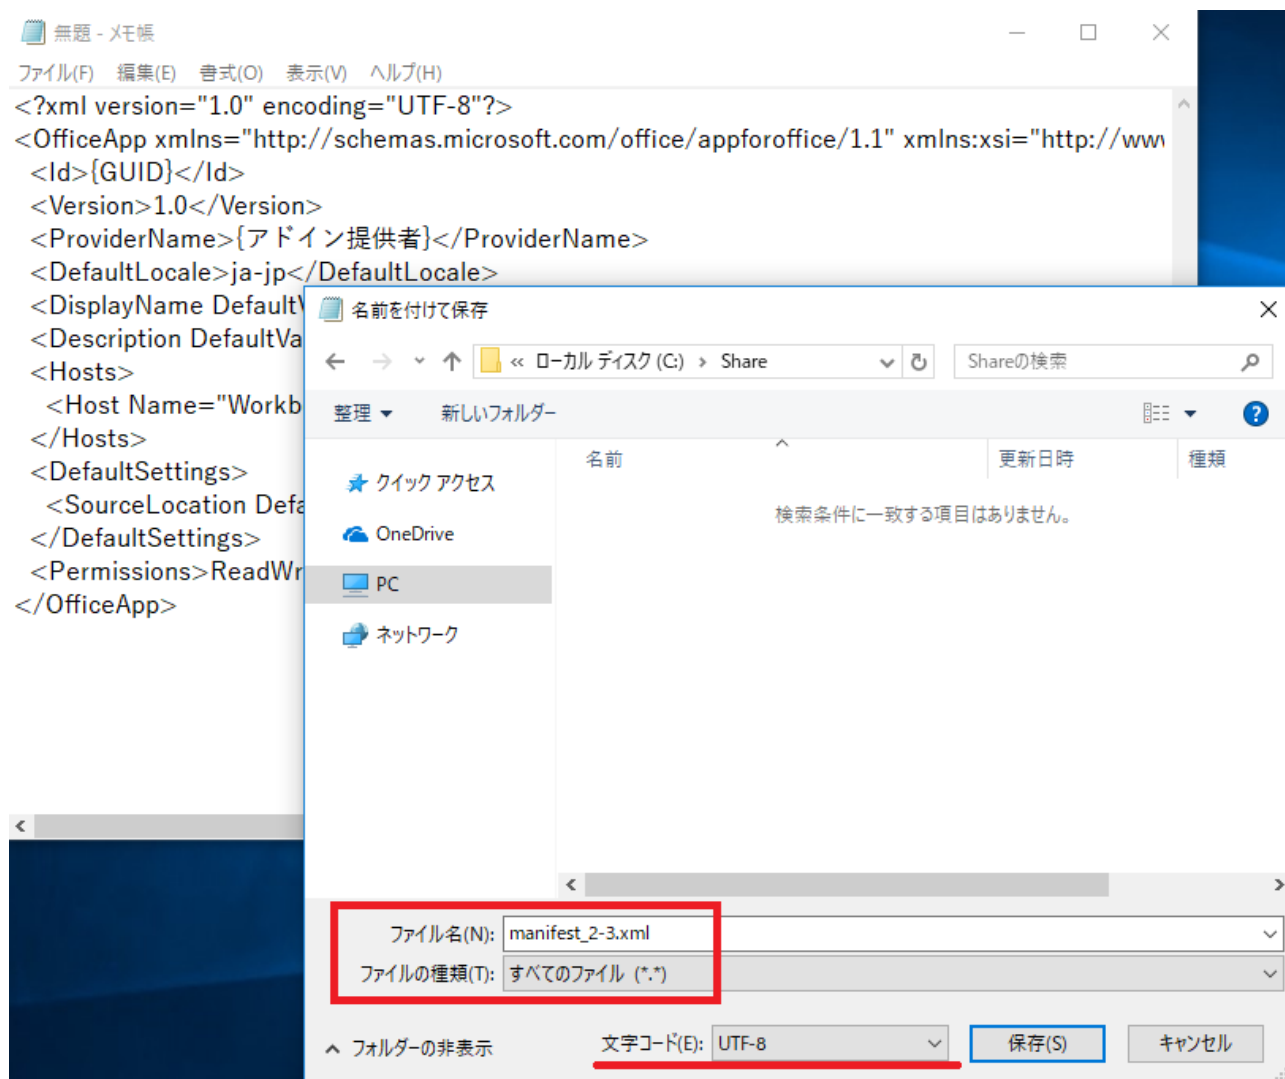 無題 - メモ帳
ファイル(F) 編集(E) 書式(O) 表示(V) ヘルプ(H)
<?xml version="1.0" encoding="UTF-8"?>
<OfficeApp xmlns="http://schemas.microsoft.com/office/appforoffice/1.1" xmlns:xsi="http://www
<Id>{GUID}</Id>
<Version>1.0</Version>
<ProviderName>{アドイン提供者}</ProviderName>
<DefaultLocale>ja-jp</DefaultLocale>
<DisplayName DefaultV
<Description DefaultVa
<Hosts>
<Host Name="Workb
</Hosts>
<DefaultSettings>
<SourceLocation Defa
</DefaultSettings>
<Permissions>ReadWr
</OfficeApp>
名前を付けて保存
« ローカル ディスク (C:) › Share
Shareの検索
整理 新しいフォルダー
名前 更新日時 種類
検索条件に一致する項目はありません。
クイック アクセス
OneDrive
PC
ネットワーク
ファイル名(N): manifest_2-3.xml
ファイルの種類(T): すべてのファイル (*.*)
フォルダーの非表示 文字コード(E): UTF-8 保存(S) キャンセル